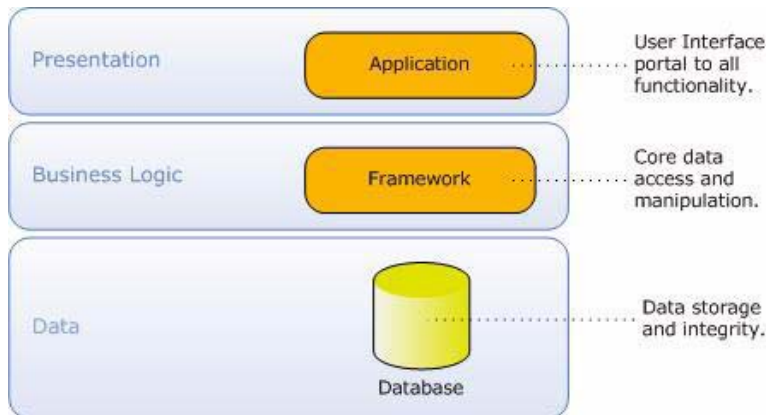 Presentation
Application
User Interface
portal to all
functionality.
Business Logic
Framework
Core data
access and
manipulation.
Data
Database
Data storage
and integrity.